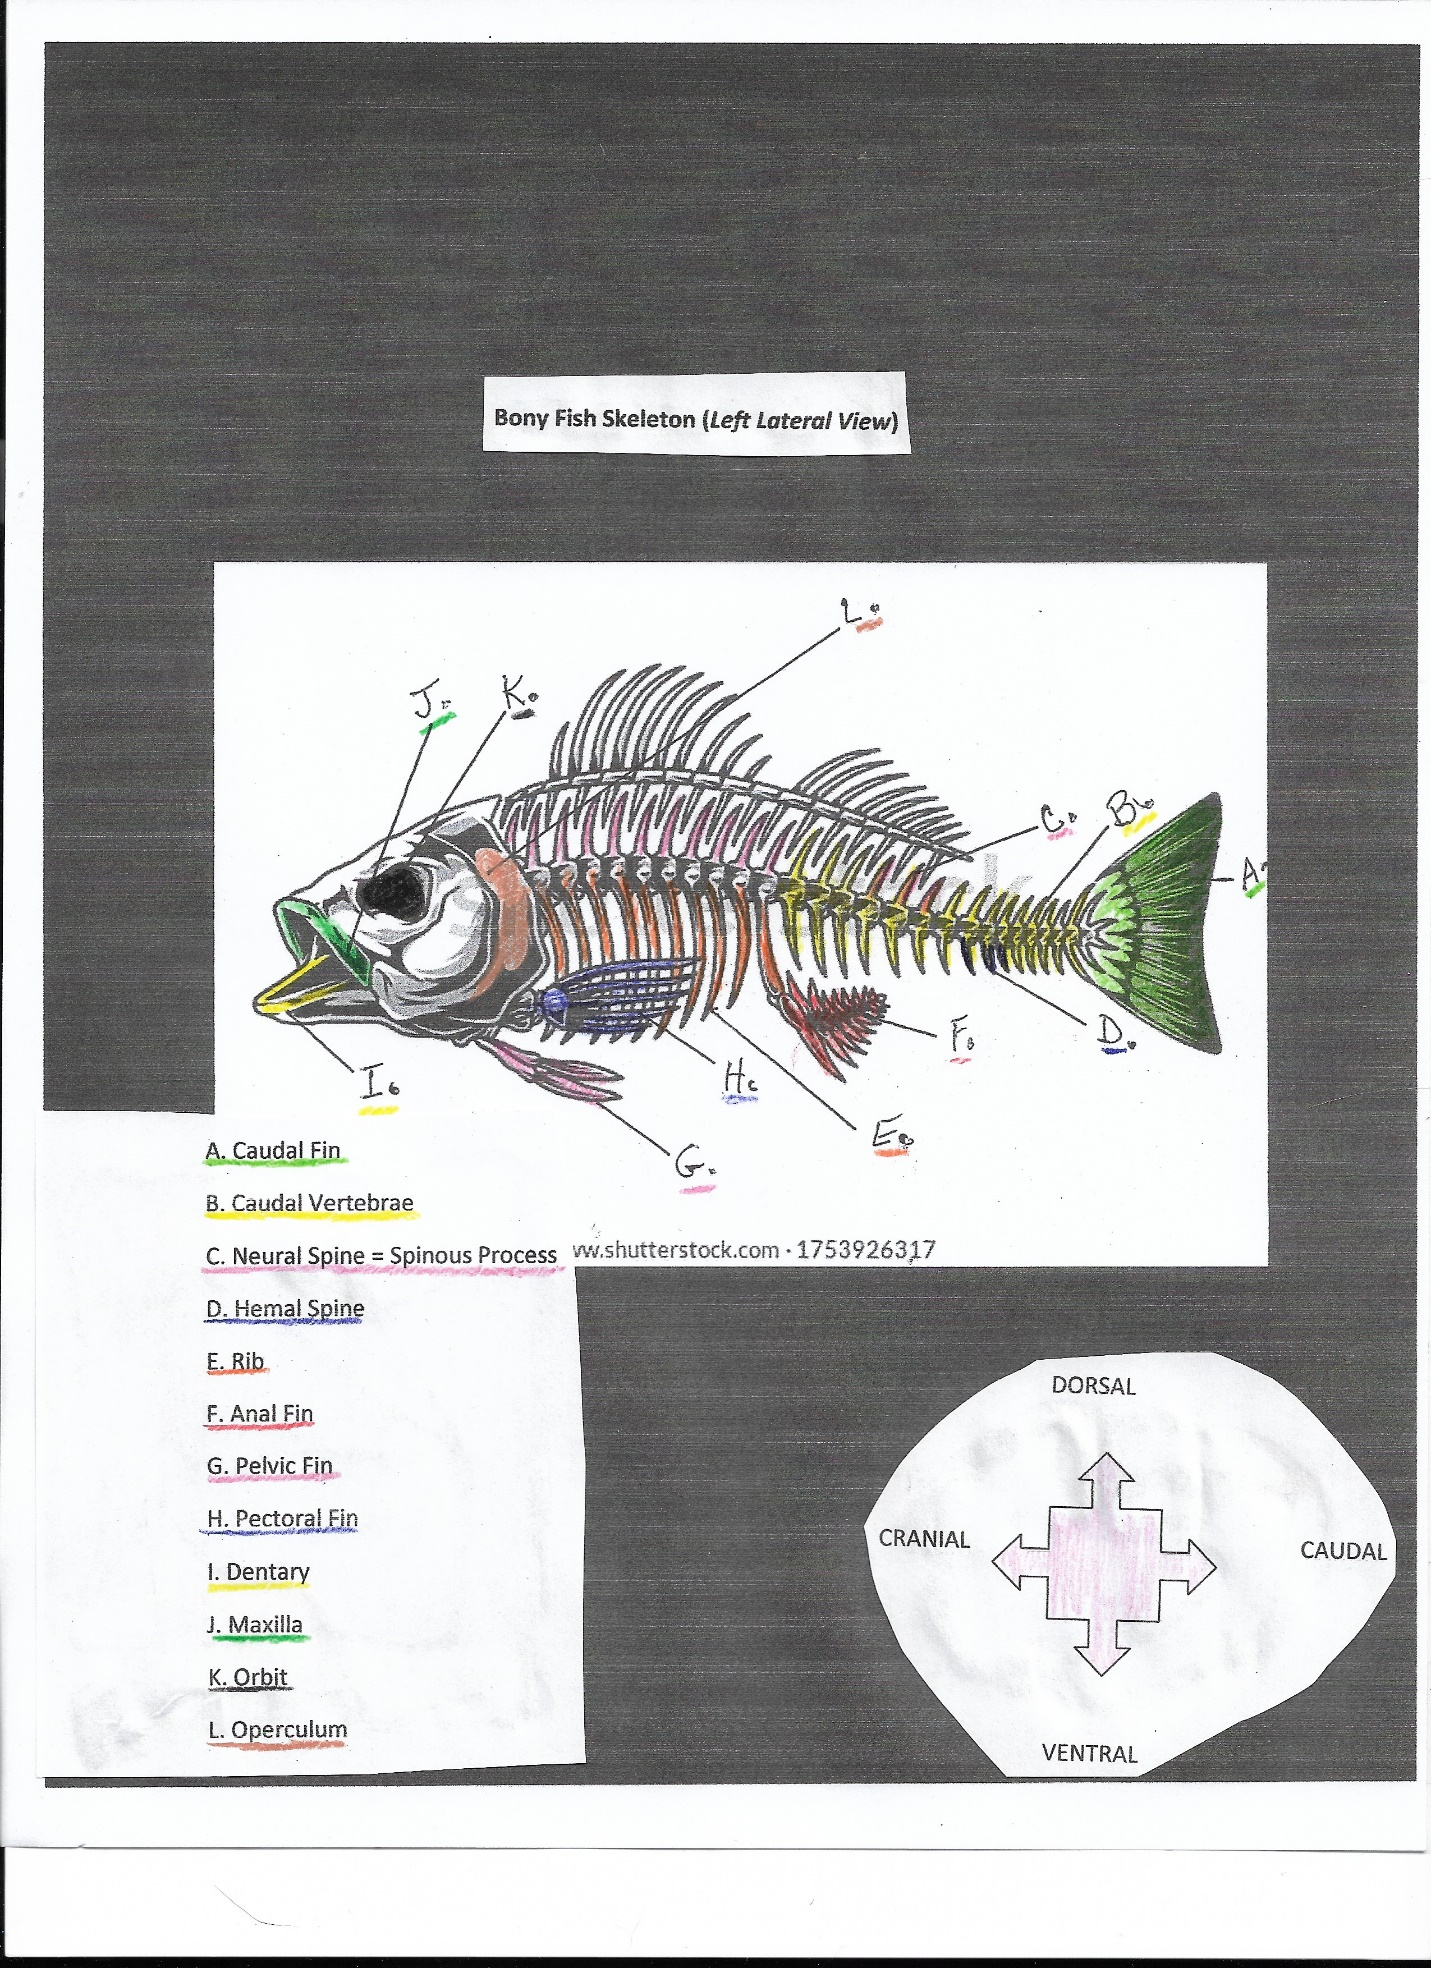 Bony Fish Skeleton (Left Lateral View)
L.
J.
K.
C.
B.
A.
F.
D.
I.
H.
E.
G.
A. Caudal Fin
B. Caudal Vertebrae
C. Neural Spine = Spinous Process
vw.shutterstock.com · 1753926317
D. Hemal Spine
E. Rib
F. Anal Fin
G. Pelvic Fin
H. Pectoral Fin
I. Dentary
J. Maxilla
K. Orbit
L. Operculum
DORSAL
CRANIAL
CAUDAL
VENTRAL